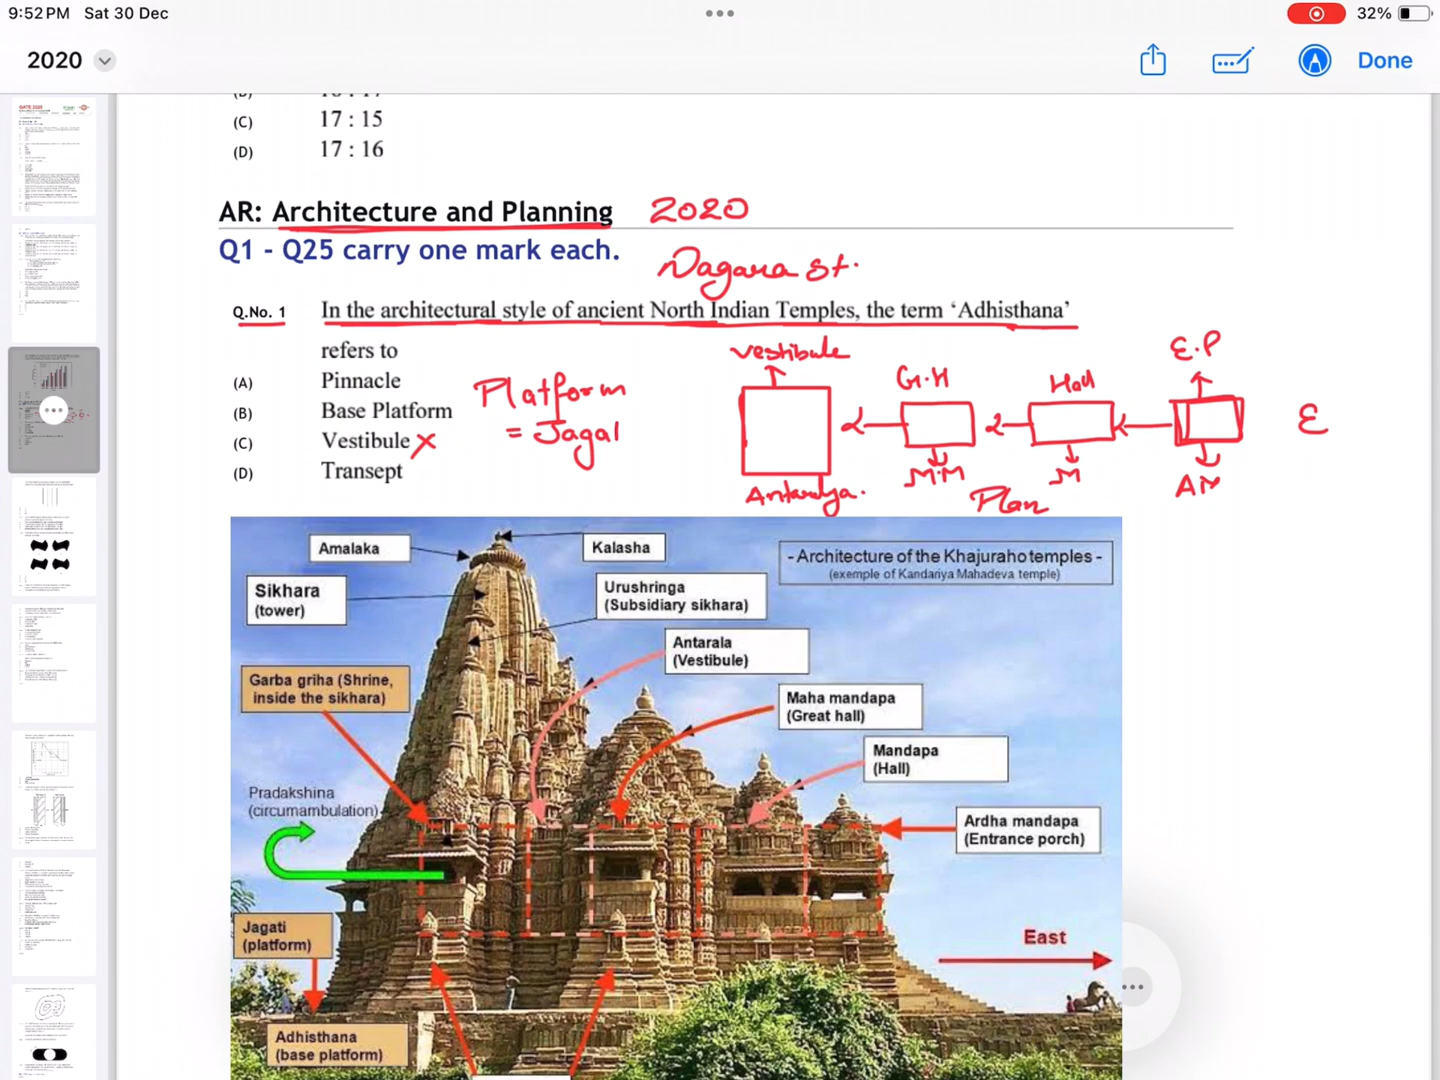 9:52 PM Sat 30 Dec
32%
2020
Done
(C) 17 : 15
(D) 17 : 16
AR: Architecture and Planning 2020
Q1 - Q25 carry one mark each.
Nagara St.
Q.No. 1 In the architectural style of ancient North Indian Temples, the term ‘Adhisthana’
refers to
(A) Pinnacle
(B) Base Platform
(C) Vestibule X
(D) Transept
Platform
= Jagat
Vestibule
G.H
Hall
E.P
E
M.M
M
Plan
- Architecture of the Khajuraho temples -
(exemple of Kandariya Mahadeva temple)
Amalaka
Kalasha
Sikhara
(tower)
Urushringa
(Subsidiary sikhara)
Antarala
(Vestibule)
Garba griha (Shrine,
inside the sikhara)
Maha mandapa
(Great hall)
Mandapa
(Hall)
Pradakshina
(circumambulation)
Ardha mandapa
(Entrance porch)
Jagati
(platform)
East
Adhisthana
(base platform)